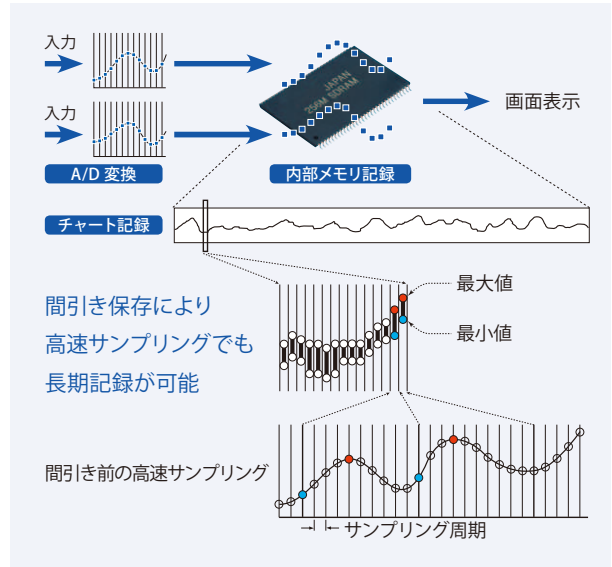 入力
入力
JAPAN
256M SDRAM
画面表示
A/D 変換
内部メモリ記録
チャート記録
最大値
最小値
間引き保存により
高速サンプリングでも
長期記録が可能
間引き前の高速サンプリング
サンプリング周期